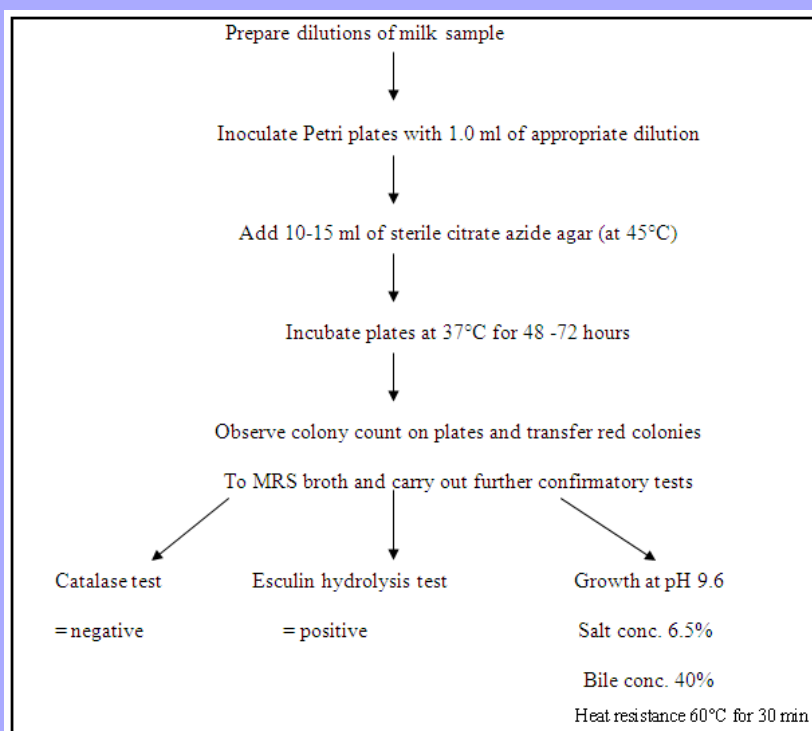 Prepare dilutions of milk sample
Inoculate Petri plates with 1.0 ml of appropriate dilution
Add 10-15 ml of sterile citrate azide agar (at 45°C)
Incubate plates at 37°C for 48 -72 hours
Observe colony count on plates and transfer red colonies
To MRS broth and carry out further confirmatory tests
Catalase test
=negative
Esculin hydrolysis test
= positive
Growth at pH 9.6
Salt conc. 6.5%
Bile conc. 40%
Heat resistance 60°C for 30 min